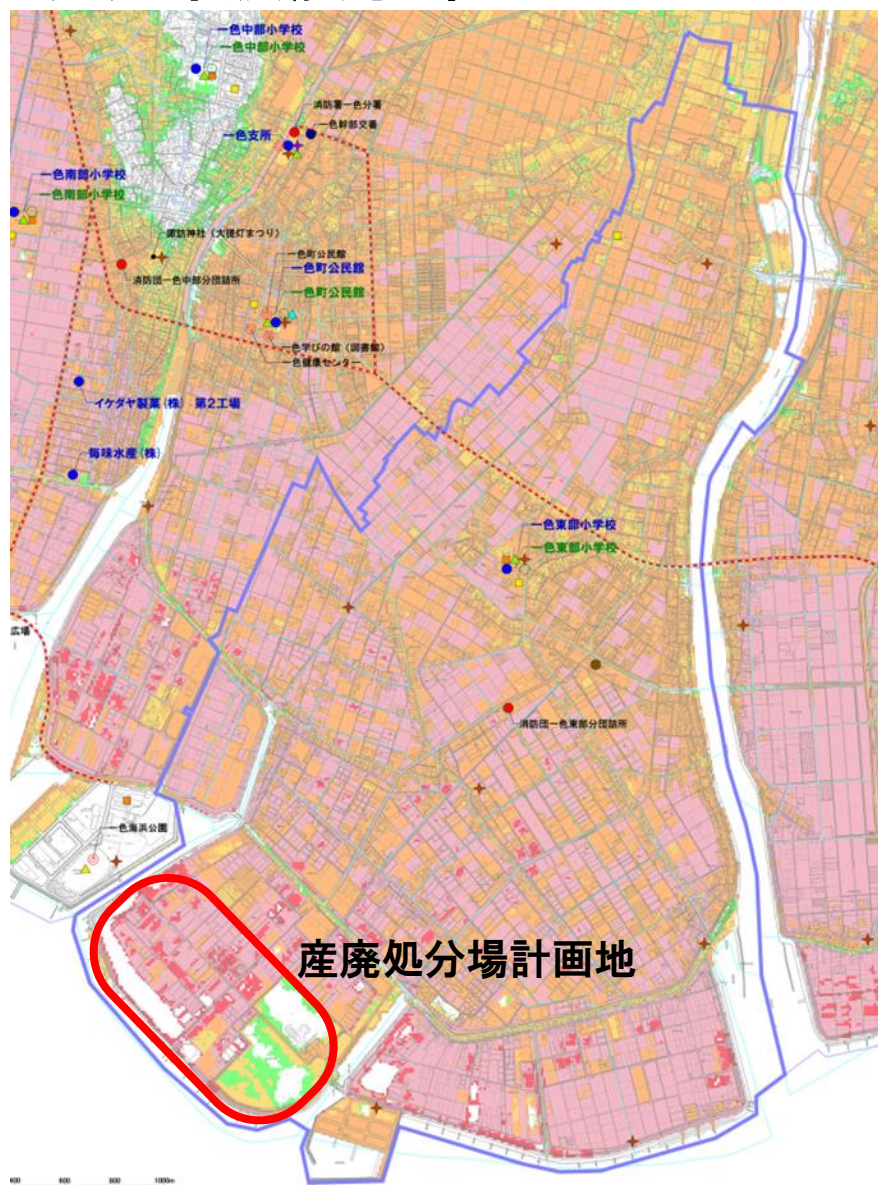 一色中部小学校
一色中部小学校
消防署一色分署
一色幹部交番
一色支所
一色南部小学校
一色南部小学校
諏訪神社（大提灯まつり）
消防団一色中部分団詰所
一色町公民館
一色町公民館
一色町公民館
一色学びの館（図書館）
一色健康センター
イケダヤ製菓(株) 第2工場
毎味水産(株)
一色東部小学校
一色東部小学校
広場
消防団一色東部分団詰所
一色海浜公園
産廃処分場計画地
600 800 1000m